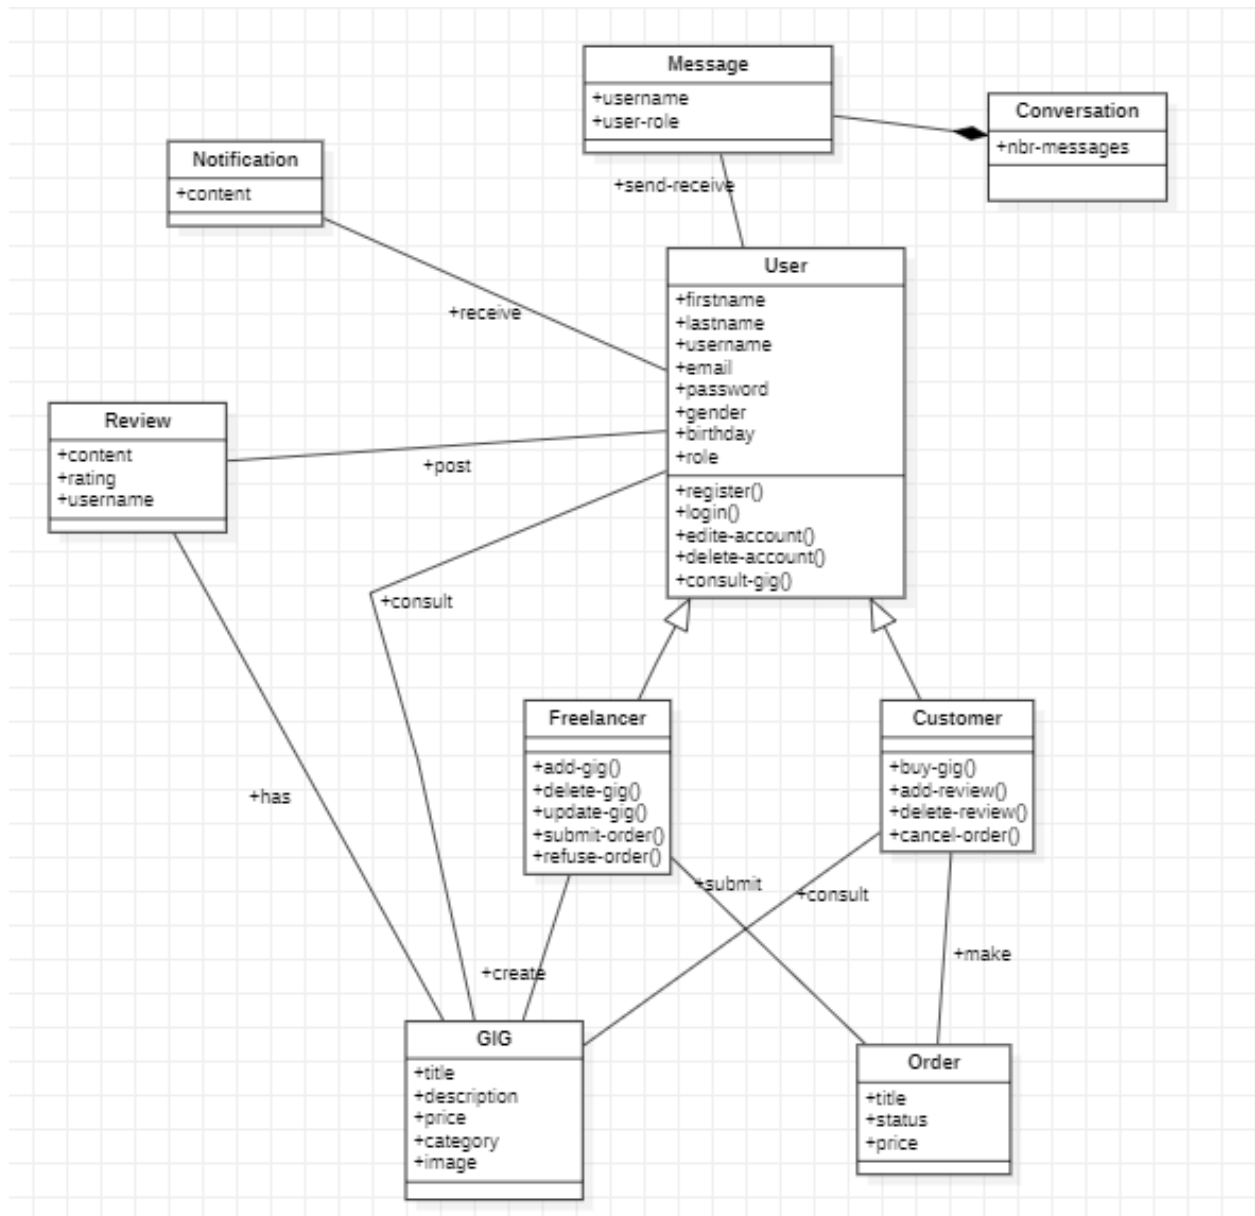 Message
+username
+user-role
Conversation
+nbr-messages
Notification
+content
+send-receive
User
+firstname
+lastname
+username
+email
+password
+gender
+birthday
+role
+register()
+login()
+edite-account()
+delete-account()
+consult-gig()
+receive
Review
+content
+rating
+username
+post
+consult
Freelancer
+add-gig()
+delete-gig()
+update-gig()
+submit-order()
+refuse-order()
Customer
+buy-gig()
+add-review()
+delete-review()
+cancel-order()
+has
+submit
+consult
+make
+create
GIG
+title
+description
+price
+category
+image
Order
+title
+status
+price